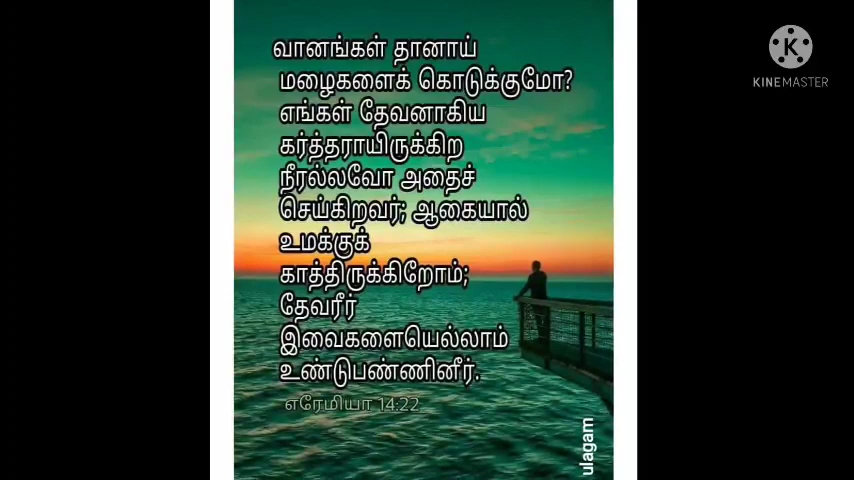 வானங்கள் தானாய்
மழைகளைக் கொடுக்குமோ?
எங்கள் தேவனாகிய
கர்த்தராயிருக்கிற
நீரல்லவோ அதைச்
செய்கிறவர்; ஆகையால்
உமக்குக்
காத்திருக்கிறோம்;
தேவரீர்
இவைகளையெல்லாம்
உண்டுபண்ணினீர்.
எரேமியா 14:22
ulagam
K
KINEMASTER